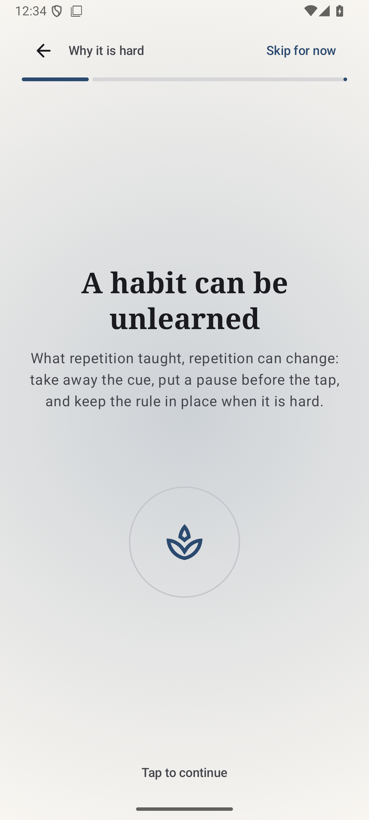 12:34
Why it is hard
Skip for now
A habit can be
unlearned
What repetition taught, repetition can change:
take away the cue, put a pause before the tap,
and keep the rule in place when it is hard.
Tap to continue